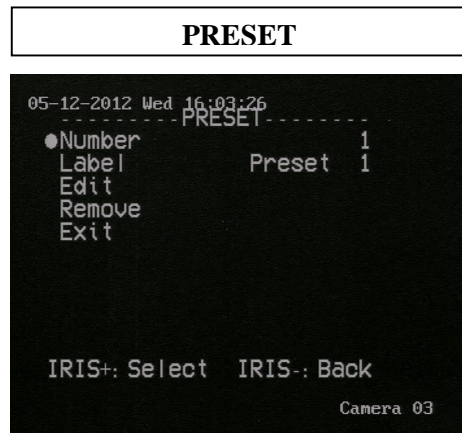 PRESET
05-12-2012 Wed 16:03:26
---------PRESET--------
●Number 1
Label Preset 1
Edit
Remove
Exit
IRIS+: Select IRIS-: Back
Camera 03